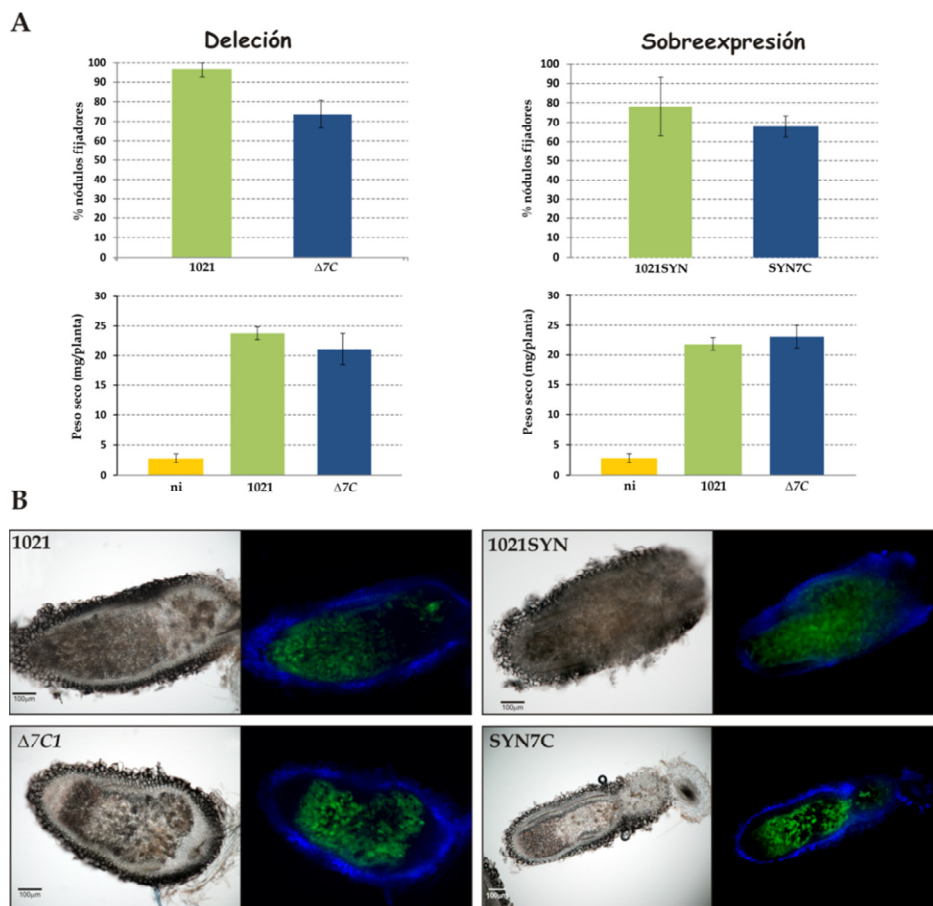 A
Deleción
Sobreexpresión
% nódulos fijadores
100
90
80
70
60
50
40
30
20
10
0
1021
Δ7C
% nódulos fijadores
100
90
80
70
60
50
40
30
20
10
0
1021SYN
SYN7C
Peso seco (mg/planta)
30
25
20
15
10
5
0
ni
1021
Δ7C
Peso seco (mg/planta)
30
25
20
15
10
5
0
ni
1021
Δ7C
B
1021
100µm
1021SYN
100µm
Δ7C1
100µm
SYN7C
100µm